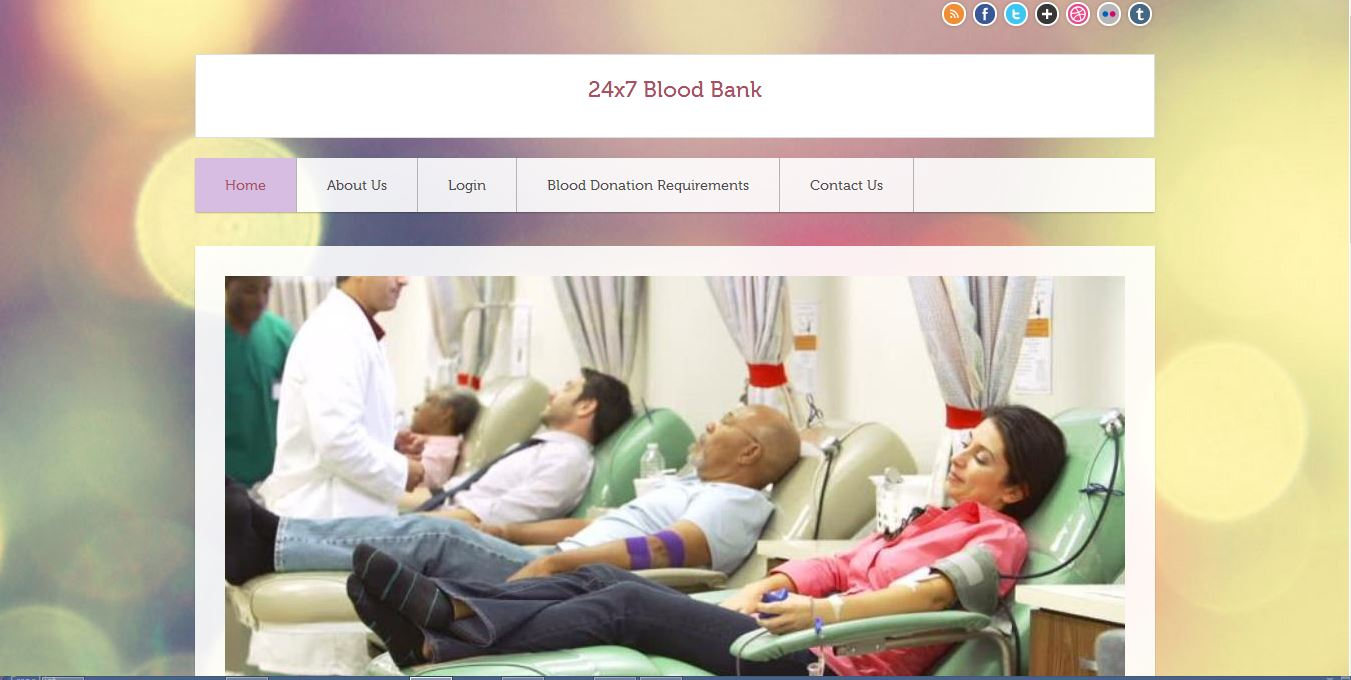 24x7 Blood Bank
Home About Us Login Blood Donation Requirements Contact Us